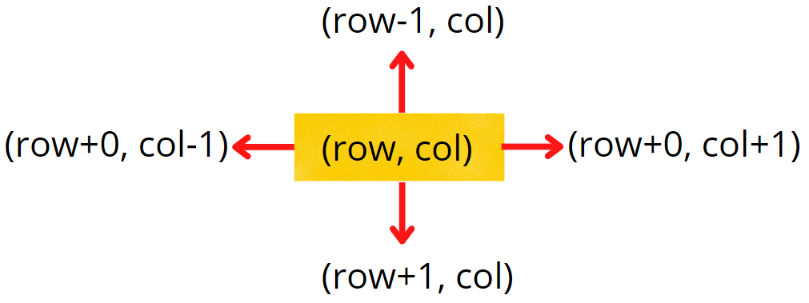 (row-1, col)
(row+0, col-1)
(row, col)
(row+0, col+1)
(row+1, col)